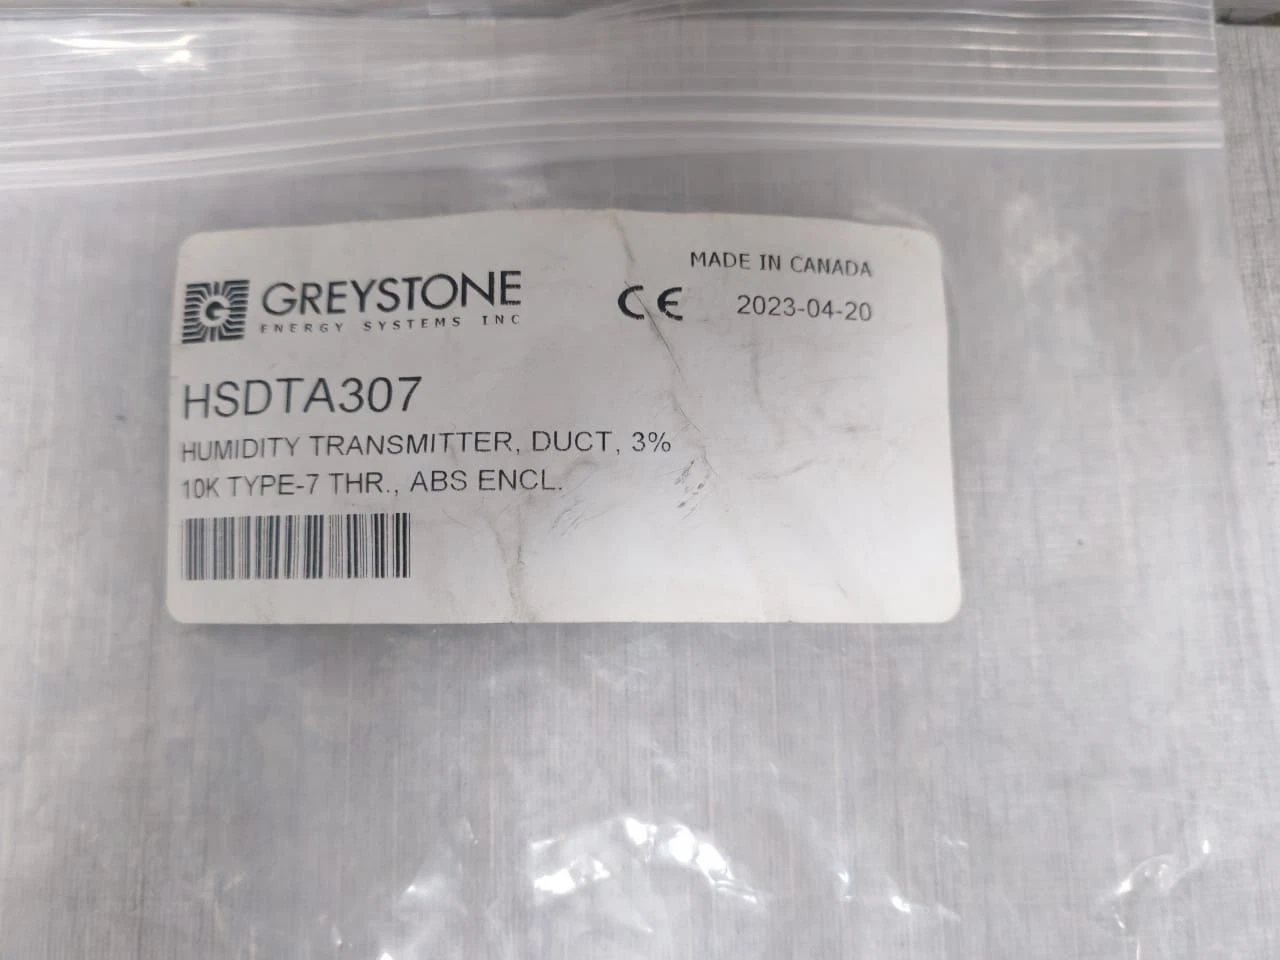 GREYSTONE
ENERGY SYSTEMS INC
MADE IN CANADA
CE 2023-04-20
HSDTA307
HUMIDITY TRANSMITTER, DUCT, 3%
10K TYPE-7 THR., ABS ENCL.